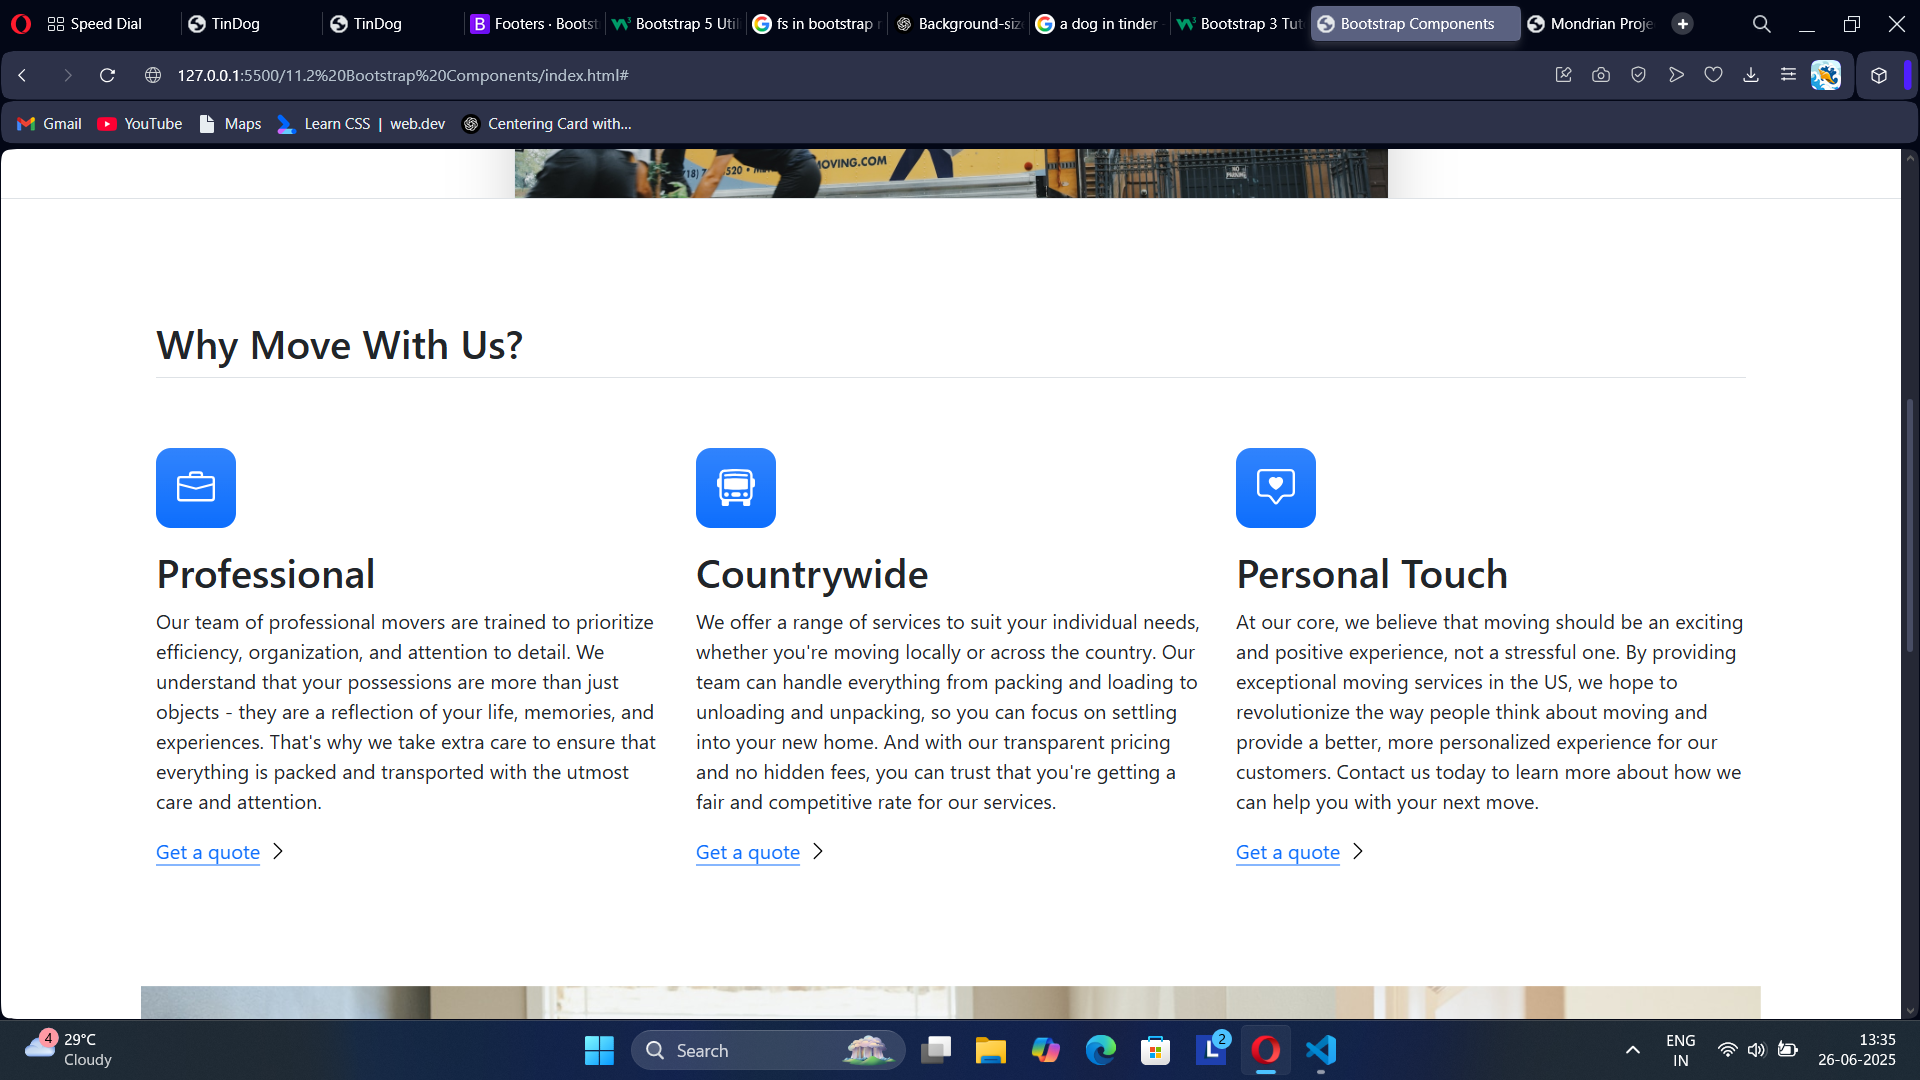 Speed Dial
TinDog
TinDog
Footers · Bootst
Bootstrap 5 Util
fs in bootstrap r
Background-siz
a dog in tinder -
Bootstrap 3 Tut
Bootstrap Components
Mondrian Proje
127.0.0.1:5500/11.2%20Bootstrap%20Components/index.html#
Gmail
YouTube
Maps
Learn CSS | web.dev
Centering Card with...
MOVING.COM
NO PARKING
Why Move With Us?
Professional
Our team of professional movers are trained to prioritize
efficiency, organization, and attention to detail. We
understand that your possessions are more than just
objects - they are a reflection of your life, memories, and
experiences. That's why we take extra care to ensure that
everything is packed and transported with the utmost
care and attention.
Get a quote
Countrywide
We offer a range of services to suit your individual needs,
whether you're moving locally or across the country. Our
team can handle everything from packing and loading to
unloading and unpacking, so you can focus on settling
into your new home. And with our transparent pricing
and no hidden fees, you can trust that you're getting a
fair and competitive rate for our services.
Get a quote
Personal Touch
At our core, we believe that moving should be an exciting
and positive experience, not a stressful one. By providing
exceptional moving services in the US, we hope to
revolutionize the way people think about moving and
provide a better, more personalized experience for our
customers. Contact us today to learn more about how we
can help you with your next move.
Get a quote
4
29°C
Cloudy
Search
L
2
ENG
IN
13:35
26-06-2025